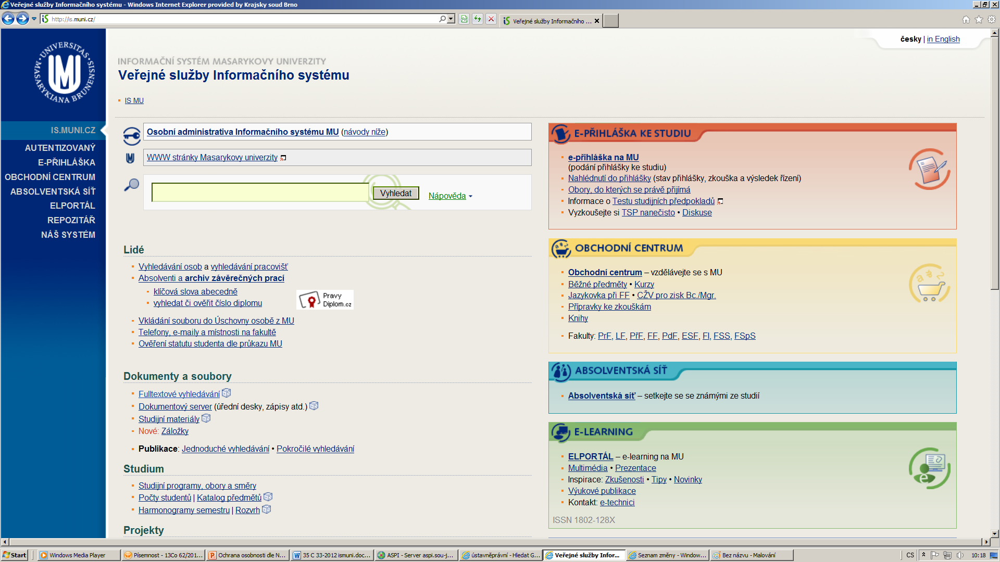 Veřejné služby Informačního systému - Windows Internet Explorer provided by Krajsky soud Brno
http://is.muni.cz/
Veřejné služby Informačního ...
UNIVERSITAS MASARYKIANA BRUNENSIS
česky | in English
INFORMAČNÍ SYSTÉM MASARYKOVY UNIVERZITY
Veřejné služby Informačního systému
IS MU
IS.MUNI.CZ
AUTENTIZOVANÝ
E-PŘIHLÁŠKA
OBCHODNÍ CENTRUM
ABSOLVENTSKÁ SÍŤ
ELPORTÁL
REPOZITÁŘ
NÁŠ SYSTÉM
Osobní administrativa Informačního systému MU (návody níže)
WWW stránky Masarykovy univerzity
Vyhledat
Nápověda
Lidé
Vyhledávání osob a vyhledávání pracovišť
Absolventi a archiv závěrečných prací
klíčová slova abecedně
vyhledat či ověřit číslo diplomu
Pravy
Diplom.cz
Vkládání souboru do Úschovny osobě z MU
Telefony, e-maily a místnosti na fakultě
Ověření statutu studenta dle průkazu MU
Dokumenty a soubory
Fulltextové vyhledávání
Dokumentový server (úřední desky, zápisy atd.)
Studijní materiály
Nové: Záložky
Publikace: Jednoduché vyhledávání • Pokročilé vyhledávání
Studium
Studijní programy, obory a směry
Počty studentů | Katalog předmětů
Harmonogramy semestru | Rozvrh
Projekty
E-PŘIHLÁŠKA KE STUDIU
e-přihláška na MU
(podání přihlášky ke studiu)
Nahlédnutí do přihlášky (stav přihlášky, zkouška a výsledek řízení)
Obory, do kterých se právě přijímá
Informace o Testu studijních předpokladů
Vyzkoušejte si TSP nanečisto • Diskuse
OBCHODNÍ CENTRUM
Obchodní centrum – vzdělávejte se s MU
Běžné předměty • Kurzy
Jazykovka při FF • CŽV pro zisk Bc./Mgr.
Přípravky ke zkouškám
Knihy
Fakulty: PrF, LF, PřF, FF, PdF, ESF, FI, FSS, FSpS
ABSOLVENTSKÁ SÍŤ
Absolventská síť – setkejte se se známými ze studií
E-LEARNING
ELPORTÁL – e-learning na MU
Multimédia • Prezentace
Inspirace: Zkušenosti • Tipy • Novinky
Výukové publikace
Kontakt: e-technici
ISSN 1802-128X
Start
Windows Media Player
Písemnost - 13Co 62/201...
Ochrana osobnosti dle N...
35 C 33-2012 ismuni.doc...
ASPI - Server aspi.sou-j...
ústavněprávní - Hledat G...
Veřejné služby Infor...
Seznam změny - Window...
Bez názvu - Malování
CS
10:18